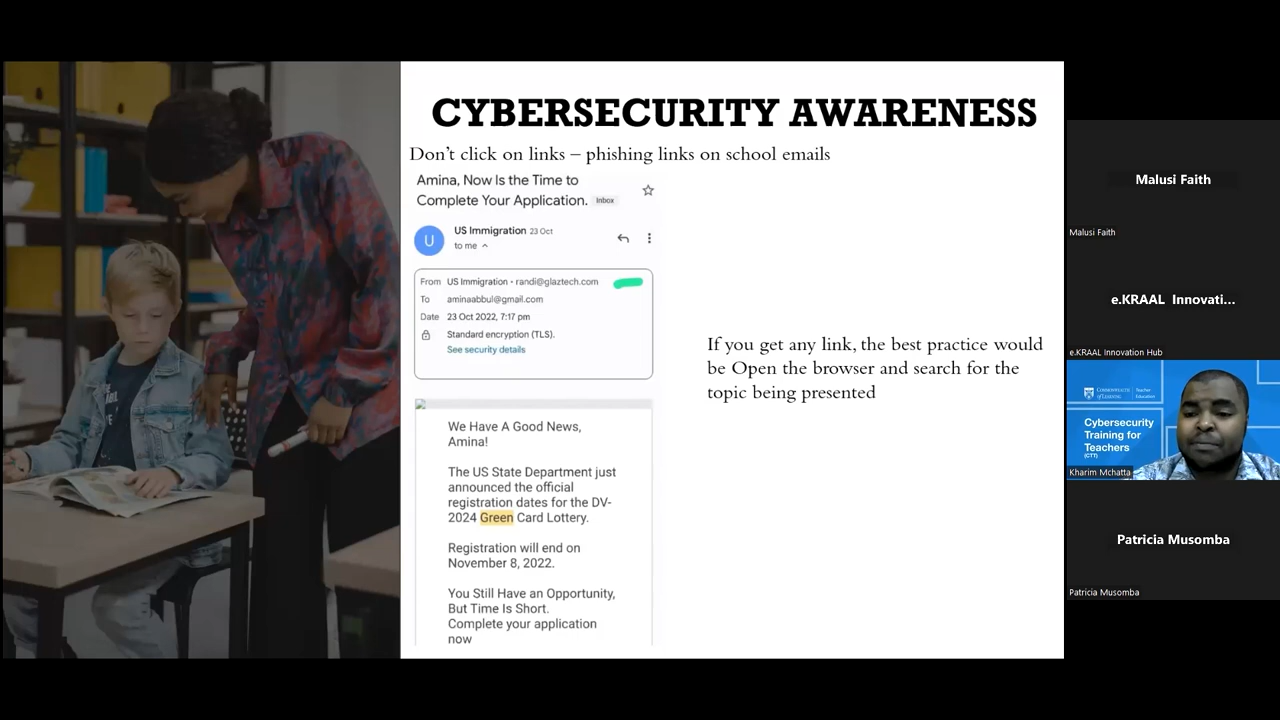 CYBERSECURITY AWARENESS
Don't click on links – phishing links on school emails
Amina, Now Is the Time to
Complete Your Application. Inbox
U
US Immigration 23 Oct
to me
From US Immigration • randi@glaztech.com
To aminaabbul@gmail.com
Date 23 Oct 2022, 7:17 pm
Standard encryption (TLS).
See security details
We Have A Good News,
Amina!
The US State Department just
announced the official
registration dates for the DV-
2024 Green Card Lottery.
Registration will end on
November 8, 2022.
You Still Have an Opportunity,
But Time Is Short.
Complete your application
now
If you get any link, the best practice would
be Open the browser and search for the
topic being presented
Malusi Faith
Malusi Faith
e.KRAAL Innovati...
e.KRAAL Innovation Hub
COMMONWEALTH
of LEARNING
Teacher
Education
Cybersecurity
Training for
Teachers
(CTT)
Kharim Mchatta
Patricia Musomba
Patricia Musomba